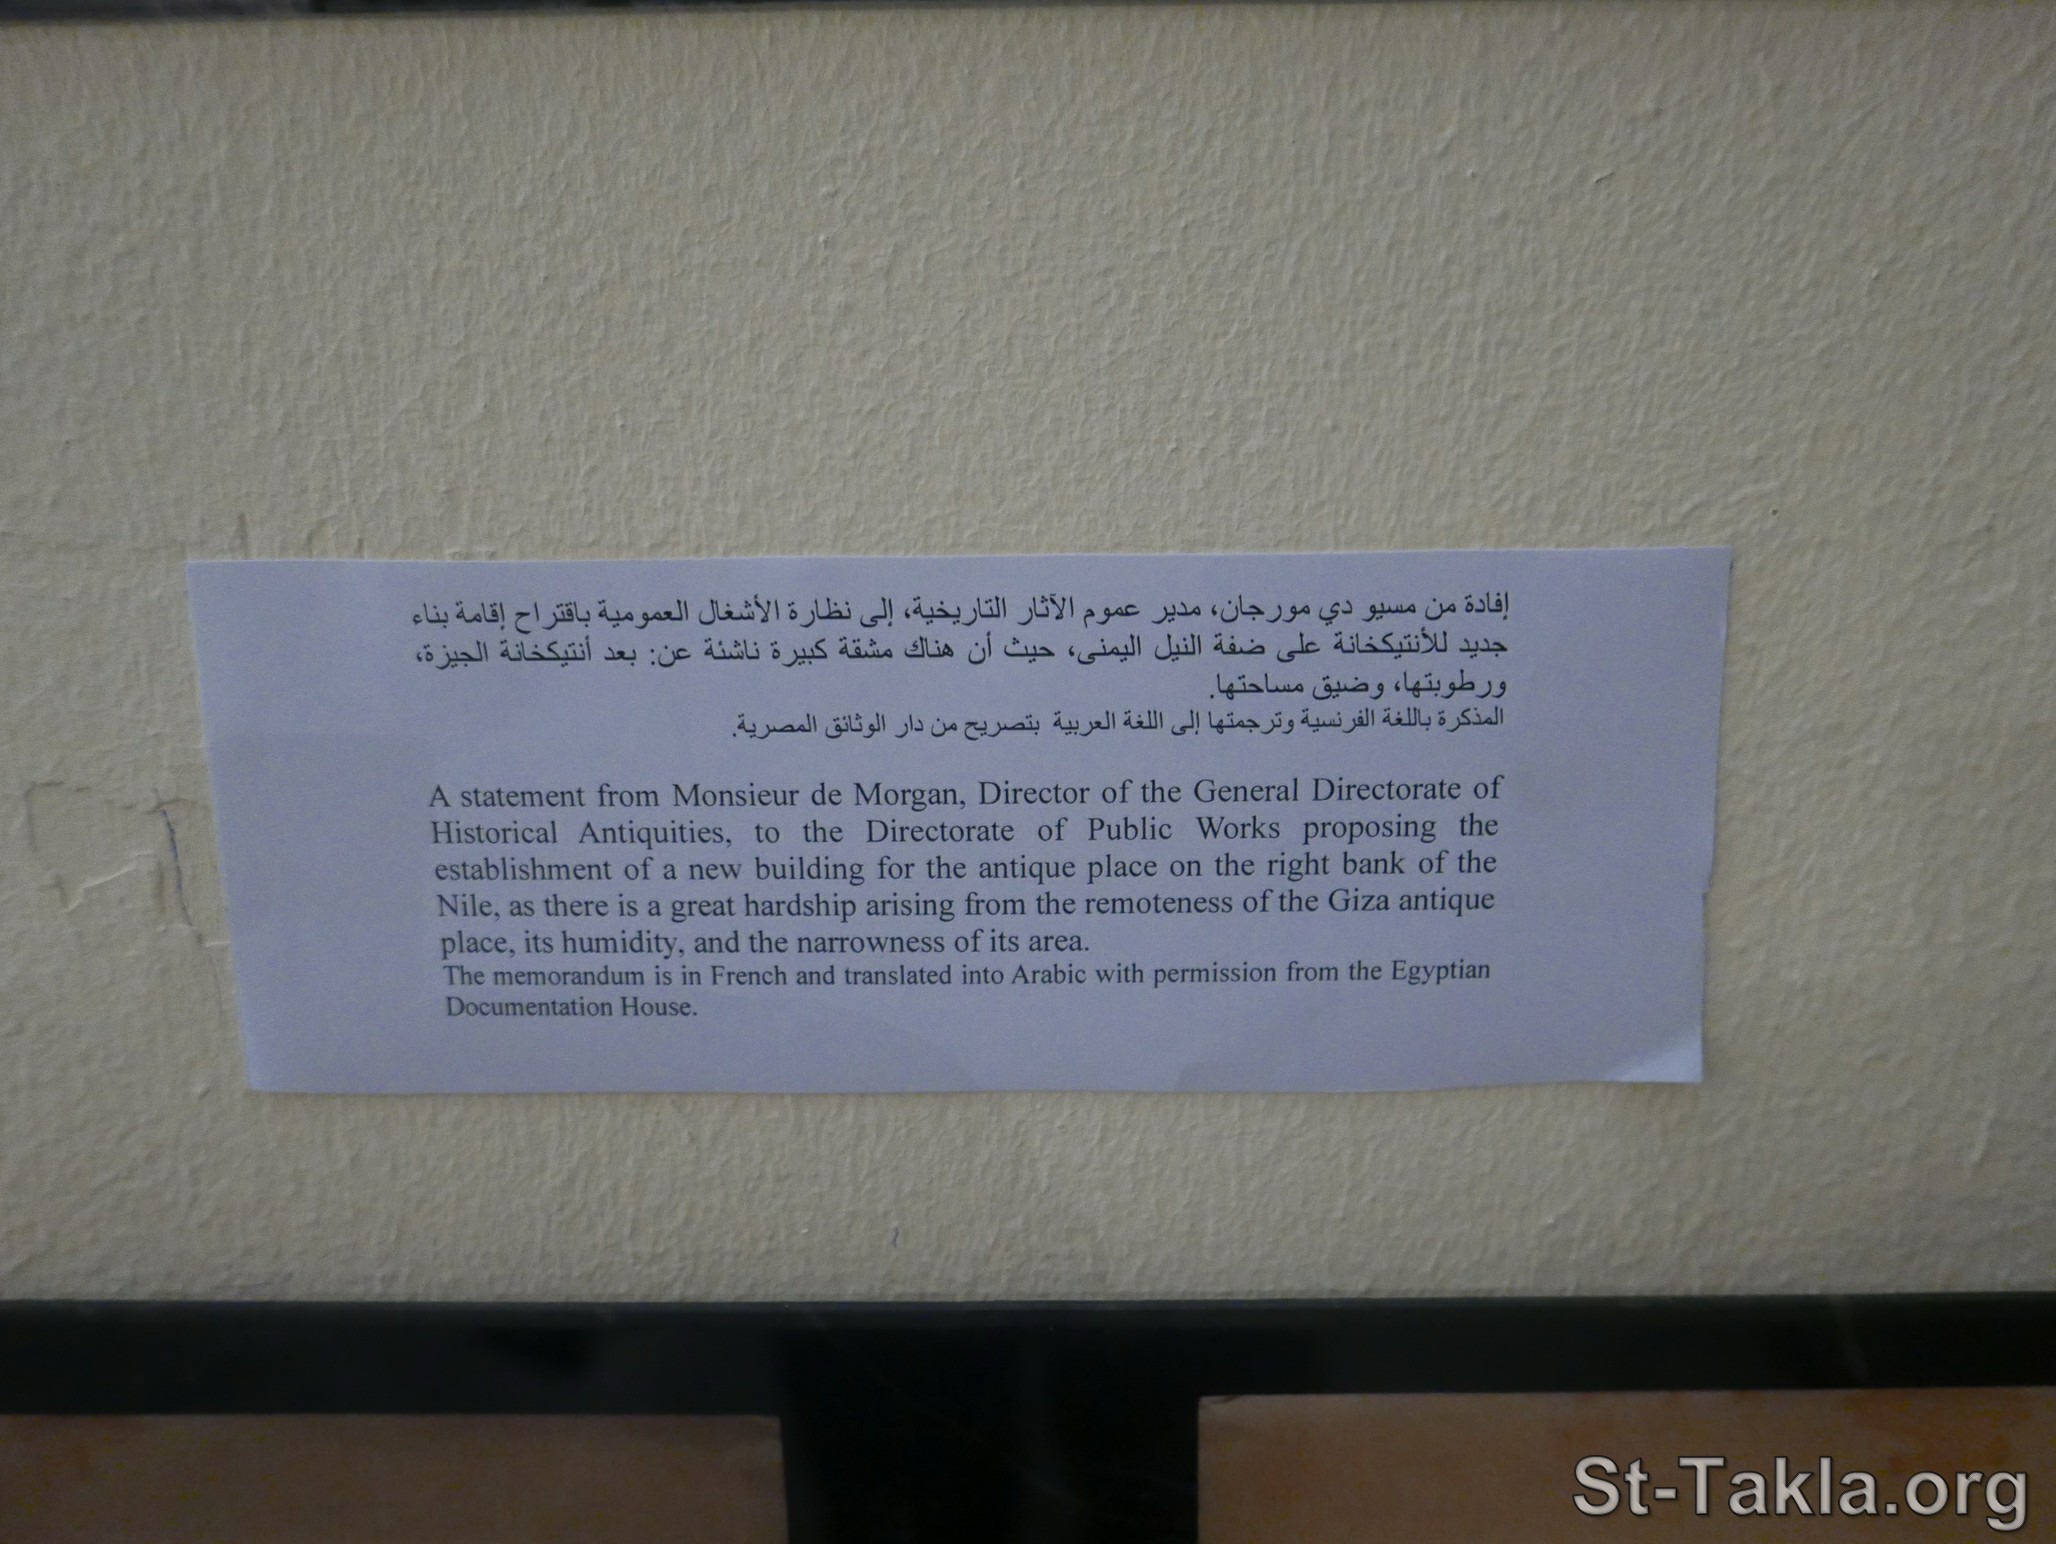 إفادة من مسيو دي مورجان، مدير عموم الآثار التاريخية، إلى نظارة الأشغال العمومية باقتراح إقامة بناء
جديد للأنتيكخانة على ضفة النيل اليمنى، حيث أن هناك مشقة كبيرة ناشئة عن: بعد أنتيكخانة الجيزة،
ورطوبتها، وضيق مساحتها.
المذكرة باللغة الفرنسية وترجمتها إلى اللغة العربية بتصريح من دار الوثائق المصرية.
A statement from Monsieur de Morgan, Director of the General Directorate of
Historical Antiquities, to the Directorate of Public Works proposing the
establishment of a new building for the antique place on the right bank of the
Nile, as there is a great hardship arising from the remoteness of the Giza antique
place, its humidity, and the narrowness of its area.
The memorandum is in French and translated into Arabic with permission from the Egyptian
Documentation House.
St-Takla.org